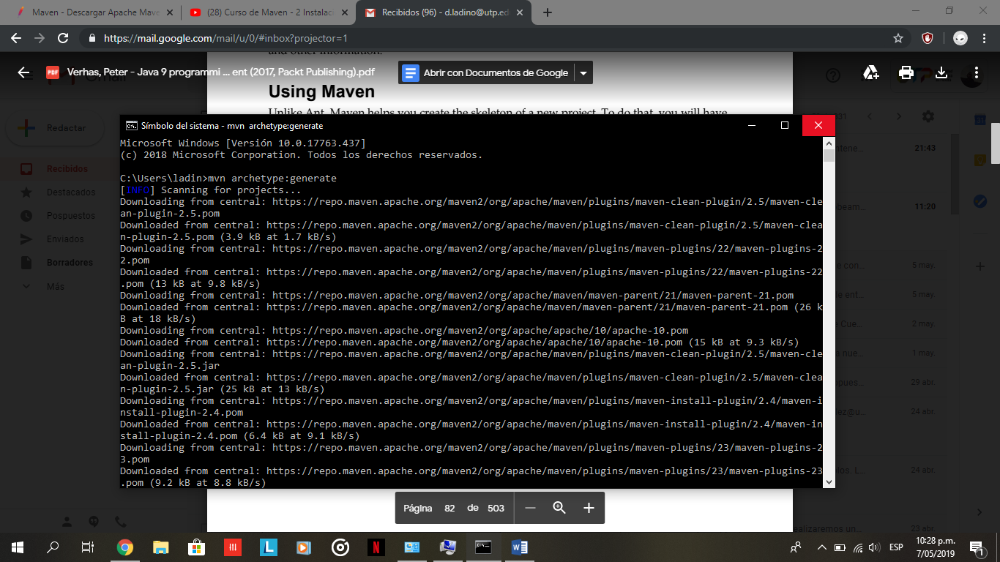 Maven - Descargar Apache Mave
(28) Curso de Maven - 2 Instalac
Recibidos (96) - d.ladino@utp.ed
https://mail.google.com/mail/u/0/#inbox?projector=1
and other information.
PDF
Verhas, Peter - Java 9 programmi ... ent (2017, Packt Publishing).pdf
Abrir con Documentos de Google
Using Maven
Unlike Ant, Maven helps you create the skeleton of a new project. To do that, you will have
Redactar
Recibidos
Destacados
Pospuestos
Enviados
Borradores
Más
Símbolo del sistema - mvn archetype:generate
Microsoft Windows [Versión 10.0.17763.437]
(c) 2018 Microsoft Corporation. Todos los derechos reservados.
C:\Users\ladin>mvn archetype:generate
[INFO] Scanning for projects...
Downloading from central: https://repo.maven.apache.org/maven2/org/apache/maven/plugins/maven-clean-plugin/2.5/maven-cle
an-plugin-2.5.pom
Downloaded from central: https://repo.maven.apache.org/maven2/org/apache/maven/plugins/maven-clean-plugin/2.5/maven-clea
n-plugin-2.5.pom (3.9 kB at 1.7 kB/s)
Downloading from central: https://repo.maven.apache.org/maven2/org/apache/maven/plugins/maven-plugins/22/maven-plugins-2
2.pom
Downloaded from central: https://repo.maven.apache.org/maven2/org/apache/maven/plugins/maven-plugins/22/maven-plugins-22
.pom (13 kB at 9.8 kB/s)
Downloading from central: https://repo.maven.apache.org/maven2/org/apache/maven/maven-parent/21/maven-parent-21.pom
Downloaded from central: https://repo.maven.apache.org/maven2/org/apache/maven/maven-parent/21/maven-parent-21.pom (26 k
B at 18 kB/s)
Downloading from central: https://repo.maven.apache.org/maven2/org/apache/apache/10/apache-10.pom
Downloaded from central: https://repo.maven.apache.org/maven2/org/apache/apache/10/apache-10.pom (15 kB at 9.3 kB/s)
Downloading from central: https://repo.maven.apache.org/maven2/org/apache/maven/plugins/maven-clean-plugin/2.5/maven-cle
an-plugin-2.5.jar
Downloaded from central: https://repo.maven.apache.org/maven2/org/apache/maven/plugins/maven-clean-plugin/2.5/maven-clea
n-plugin-2.5.jar (25 kB at 13 kB/s)
Downloading from central: https://repo.maven.apache.org/maven2/org/apache/maven/plugins/maven-install-plugin/2.4/maven-i
nstall-plugin-2.4.pom
Downloaded from central: https://repo.maven.apache.org/maven2/org/apache/maven/plugins/maven-install-plugin/2.4/maven-in
stall-plugin-2.4.pom (6.4 kB at 9.1 kB/s)
Downloading from central: https://repo.maven.apache.org/maven2/org/apache/maven/plugins/maven-plugins/23/maven-plugins-2
3.pom
Downloaded from central: https://repo.maven.apache.org/maven2/org/apache/maven/plugins/maven-plugins/23/maven-plugins-23
.pom (9.2 kB at 8.8 kB/s)
21:43
11:20
5 may.
5 may.
2 may.
1 may.
29 abr.
24 abr.
24 abr.
ealizaremos un...
23 abr.
Página 82 de 503
ESP
10:28 p.m.
7/05/2019
1